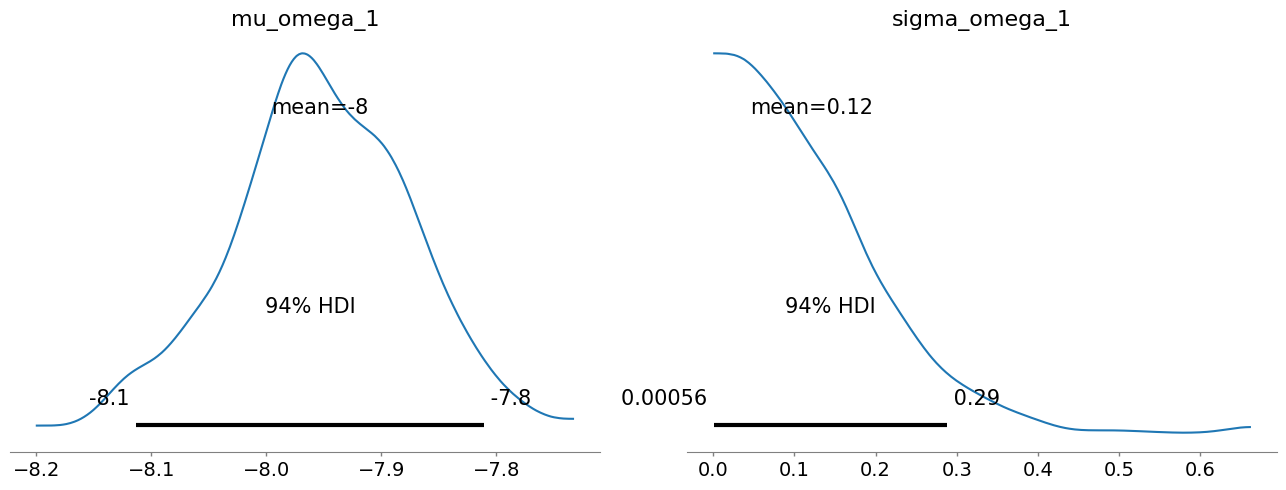 mu_omega_1
mean=-8
94% HDI
-8.1
-7.8
−8.2 −8.1 −8.0 −7.9 −7.8
sigma_omega_1
mean=0.12
94% HDI
0.00056
0.29
0.0 0.1 0.2 0.3 0.4 0.5 0.6